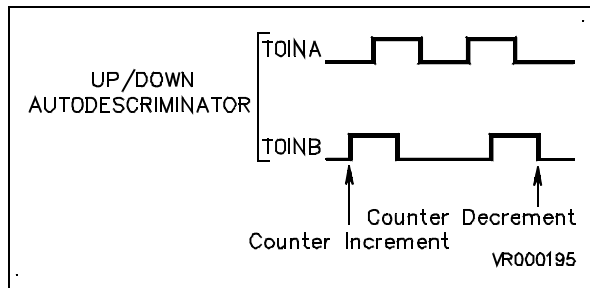 TOINA
UP/DOWN
AUTODESCRIMINATOR
TOINB
Counter Decrement
Counter Increment
VR000195